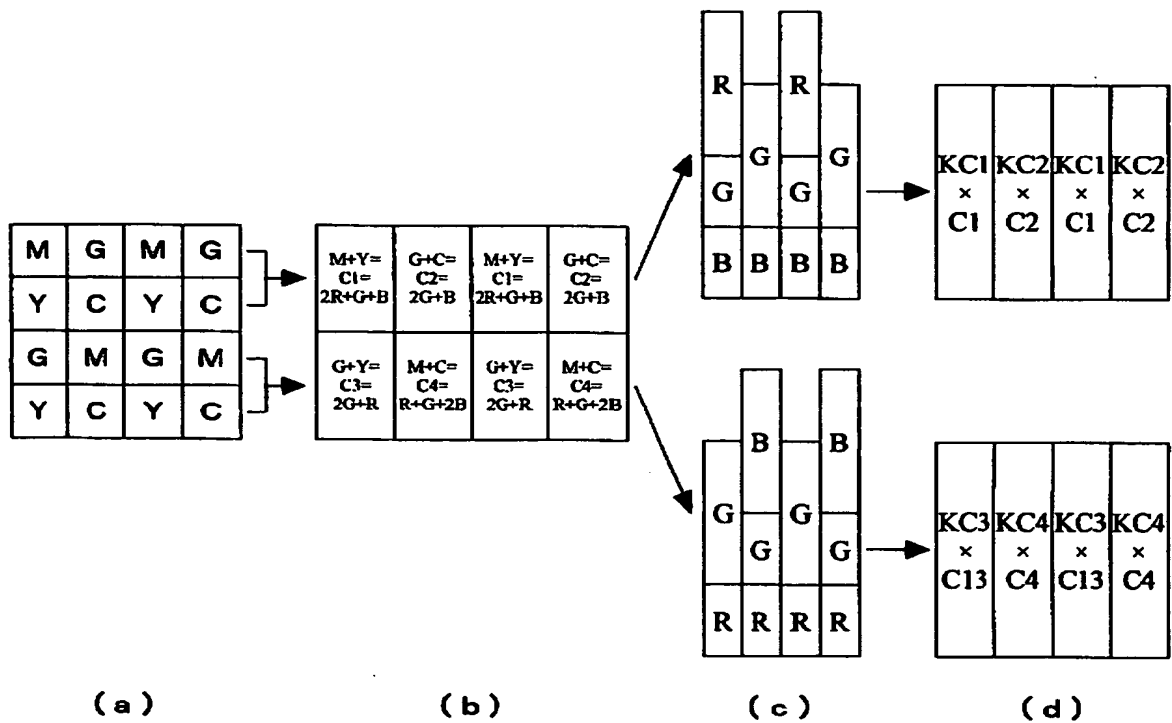 M G M G
Y C Y C
G M G M
Y C Y C
(a)
M+Y= G+C= M+Y= G+C=
C1= C2= C1= C2=
2R+G+B 2G+B 2R+G+B 2G+B
G+Y= M+C= G+Y= M+C=
C3= C4= C3= C4=
2G+R R+G+2B 2G+R R+G+2B
(b)
R R
G G
G G
B B B B
B B
G G
G G
R R R R
(c)
KC1 KC2 KC1 KC2
× × × ×
C1 C2 C1 C2
KC3 KC4 KC3 KC4
× × × ×
C13 C4 C13 C4
(d)